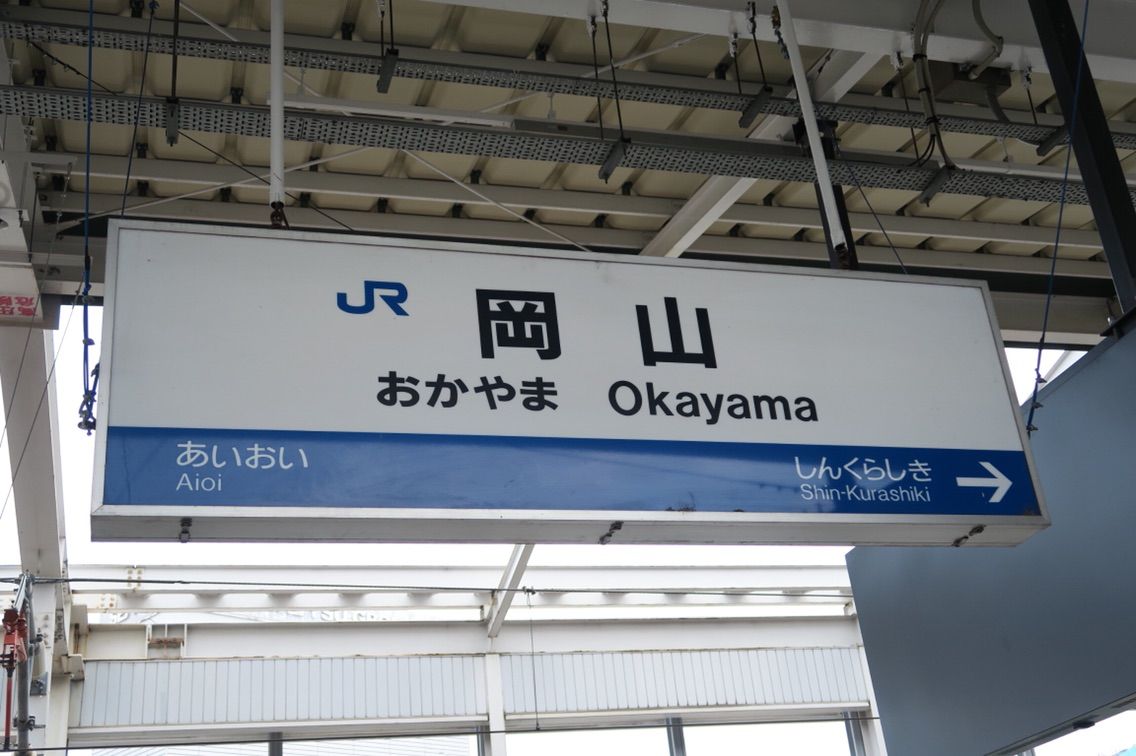 JR 岡山
おかやま Okayama
あいおい
Aioi
しんくらしき →
Shin-Kurashiki